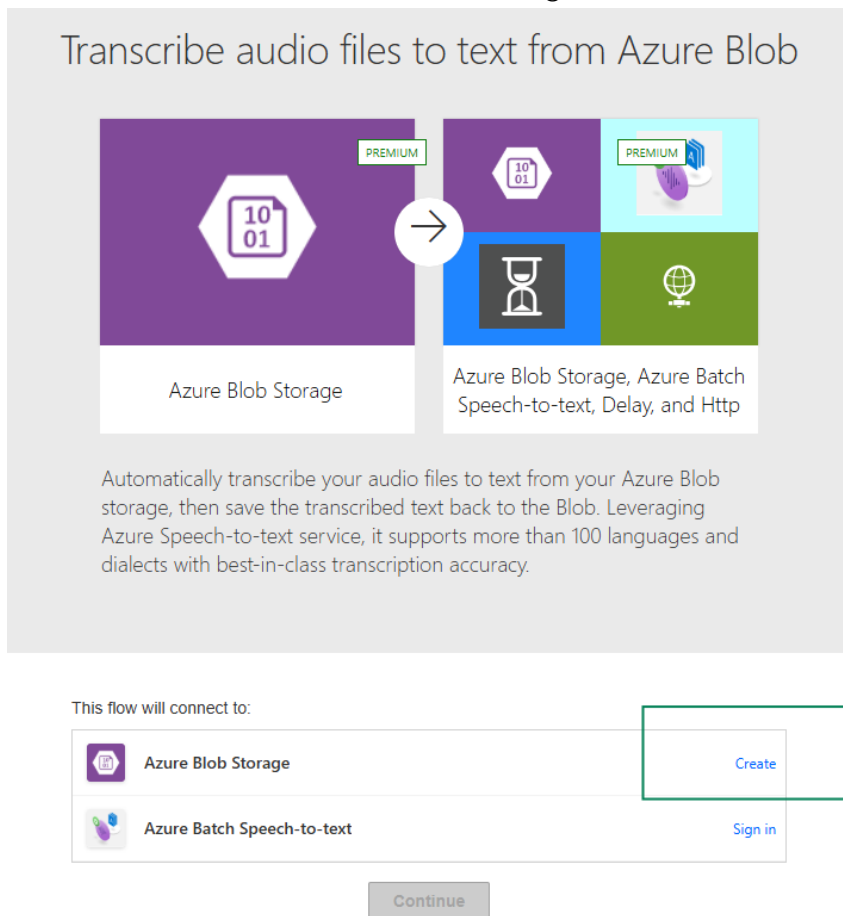 Transcribe audio files to text from Azure Blob
PREMIUM
10
01
Azure Blob Storage
10
01
PREMIUM
A
Azure Blob Storage, Azure Batch
Speech-to-text, Delay, and Http
Automatically transcribe your audio files to text from your Azure Blob
storage, then save the transcribed text back to the Blob. Leveraging
Azure Speech-to-text service, it supports more than 100 languages and
dialects with best-in-class transcription accuracy.
This flow will connect to:
Azure Blob Storage
Create
Azure Batch Speech-to-text
Sign in
Continue